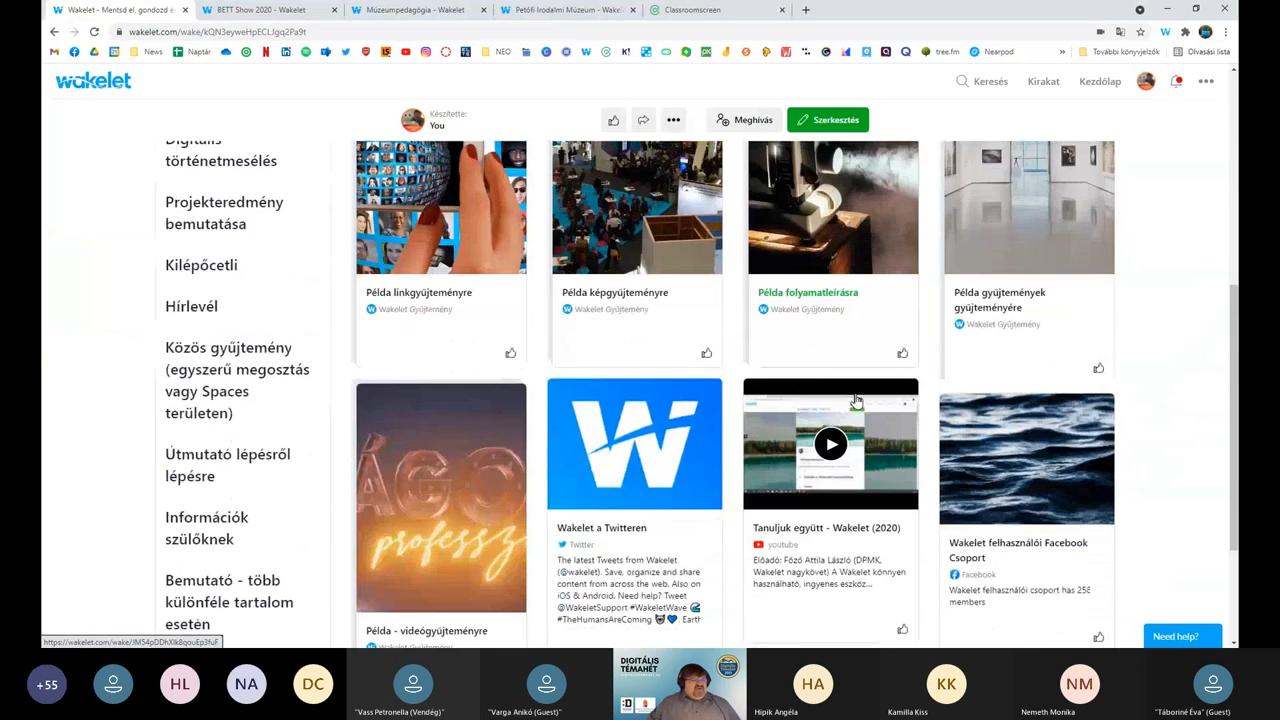 Wakelet - Mentsd el, gondozd é
BETT Show 2020 - Wakelet
Múzeumpedagógia - Wakelet
Petőfi Irodalmi Múzeum - Wakel
Classroomscreen
wakelet.com/wake/kQN3eyweHpECLJgq2Pa9t
News
Naptár
NEO
tree.fm
Nearpod
További könyvjelzők
Olvasási lista
wakelet
Keresés
Kirakat
Kezdőlap
Készítette:
You
Meghívás
Szerkesztés
Digitális
történetmesélés
Projekteredmény
bemutatása
Kilépőcetli
Hírlevél
Közös gyűjtemény
(egyszerű megosztás
vagy Spaces
területen)
Útmutató lépésről
lépésre
Információk
szülőknek
Bemutató - több
különféle tartalom
esetén
Példa linkgyűjteményre
Wakelet Gyűjtemény
Példa képgyűjteményre
Wakelet Gyűjtemény
Példa folyamatleírásra
Wakelet Gyűjtemény
Példa gyűjtemények
gyűjteményére
Wakelet Gyűjtemény
ÁGO
professz
Példa - videógyűjteményre
Wakelet Gyűjtemény
Wakelet a Twitteren
Twitter
The latest Tweets from Wakelet
(@wakelet). Save, organize and share
content from across the web. Also on
iOS & Android. Need help? Tweet
@WakeletSupport #WakeletWave 🌊
#TheHumansAreComing 🦉💙. Earth
Tanuljuk együtt - Wakelet (2020)
youtube
Előadó: Főző Attila László (DPMK,
Wakelet nagykövet) A Wakelet könnyen
használható, ingyenes eszköz...
Wakelet felhasználói Facebook
Csoport
Facebook
Wakelet felhasználói csoport has 258
members
Need help?
+55
HL
NA
DC
"Vass Petronella (Vendég)"
"Varga Anikó (Guest)"
DIGITÁLIS
TÉMAHÉT
HA
Hipik Angéla
KK
Kamilla Kiss
NM
Nemeth Monika
"Táboriné Éva" (Guest)